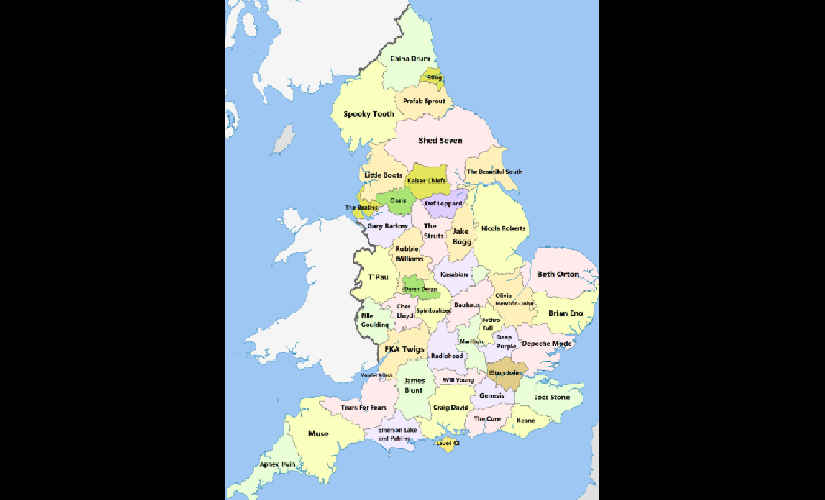 China Drum
Sting
Prefab Sprout
Spooky Tooth
Shed Seven
The Beautiful South
Little Boots
Kaiser Chiefs
Oasis
Def Leppard
The Beatles
Gary Barlow
The
Struts
Jake
Bugg
Nicola Roberts
Robbie
Williams
T'Pau
Kasabian
Beth Orton
Duran Duran
Olivia
Newton-John
Cher
Lloyd
Spiritualized
Bauhaus
Brian Eno
Elle
Goulding
Jethro
Tull
Marillion
Deep
Purple
Depeche Mode
FKA Twigs
Radiohead
James
Blunt
Will Young
Genesis
Joss Stone
Tears For Fears
Craig David
The Cure
Keane
Muse
Emerson Lake
and Palmer
Level 42
Aphex Twin